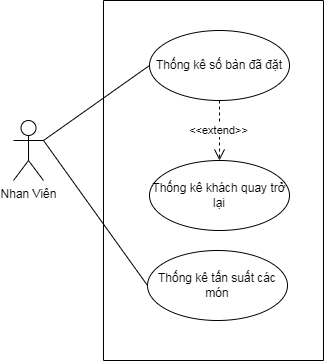 Thống kê số bàn đã đặt
<<extend>>
Nhan Viên
Thống kê khách quay trở
lại
Thống kê tấn suất các
món